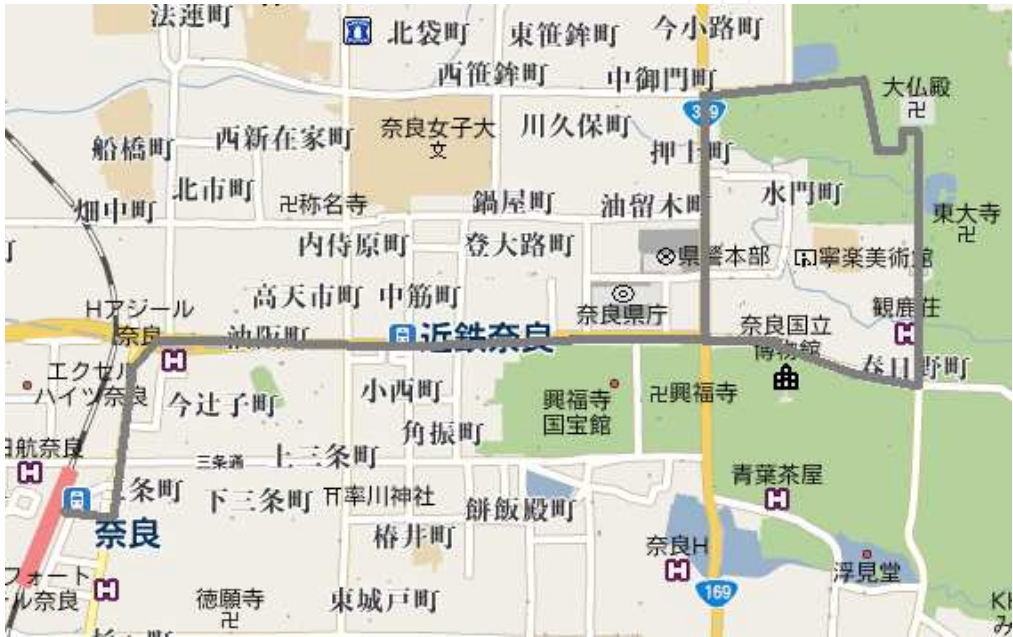 法蓮町
北袋町
東笹鉾町
今小路町
西笹鉾町
中御門町
大仏殿
卍
船橋町
西新在家町
奈良女子大
文
川久保町
押上町
北市町
畑中町
卍称名寺
鍋屋町
油留木町
水門町
東大寺
卍
内侍原町
登大路町
県警本部
寧楽美術館
高天市町
中筋町
Hアジール
奈良
奈良県庁
奈良国立
博物館
観鹿荘
H
油阪町
近鉄奈良
H
春日野町
エクセル
ハイツ奈良
今辻子町
小西町
興福寺
国宝館
卍興福寺
角振町
日航奈良
H
三条通
上三条町
青葉茶屋
H
三条町
下三条町
率川神社
餅飯殿町
奈良
椿井町
奈良H
H
浮見堂
フォート
ル奈良
H
169
徳願寺
卍
東城戸町